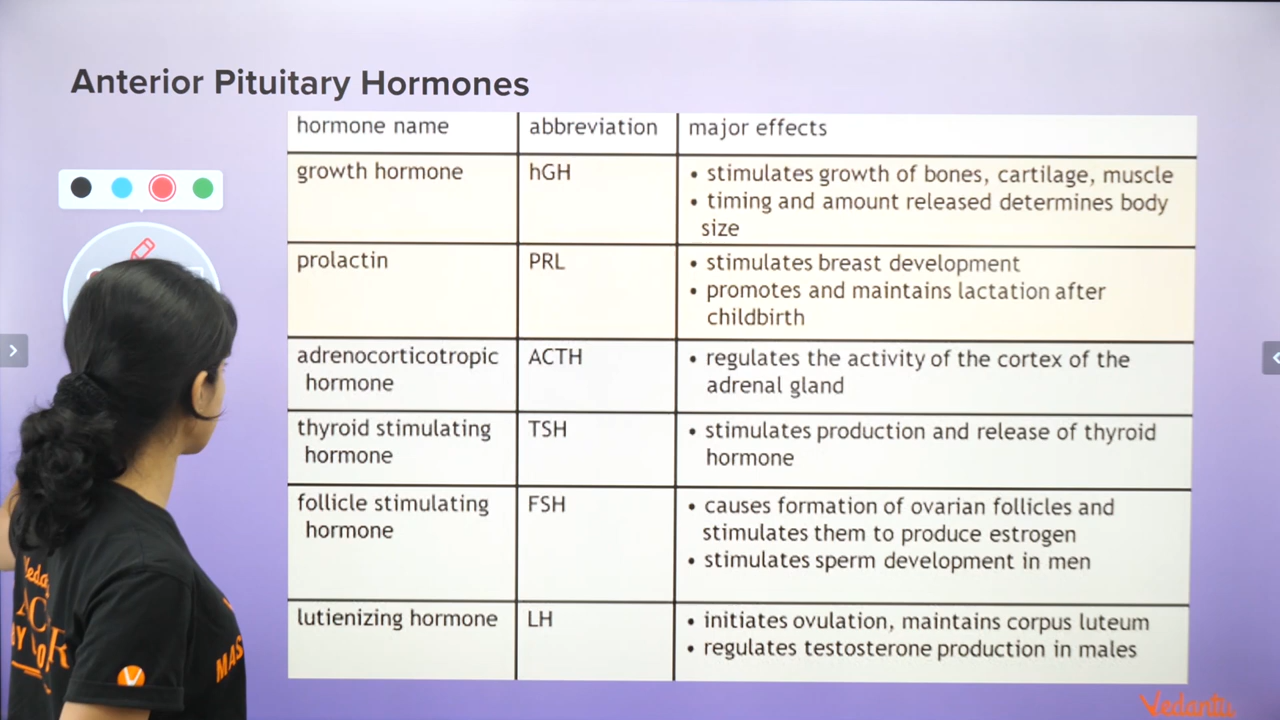 Anterior Pituitary Hormones
hormone name abbreviation major effects
growth hormone hGH • stimulates growth of bones, cartilage, muscle
• timing and amount released determines body
size
prolactin PRL • stimulates breast development
• promotes and maintains lactation after
childbirth
adrenocorticotropic ACTH • regulates the activity of the cortex of the
hormone adrenal gland
thyroid stimulating TSH • stimulates production and release of thyroid
hormone hormone
follicle stimulating FSH • causes formation of ovarian follicles and
hormone stimulates them to produce estrogen
• stimulates sperm development in men
lutienizing hormone LH • initiates ovulation, maintains corpus luteum
• regulates testosterone production in males
Vedantu